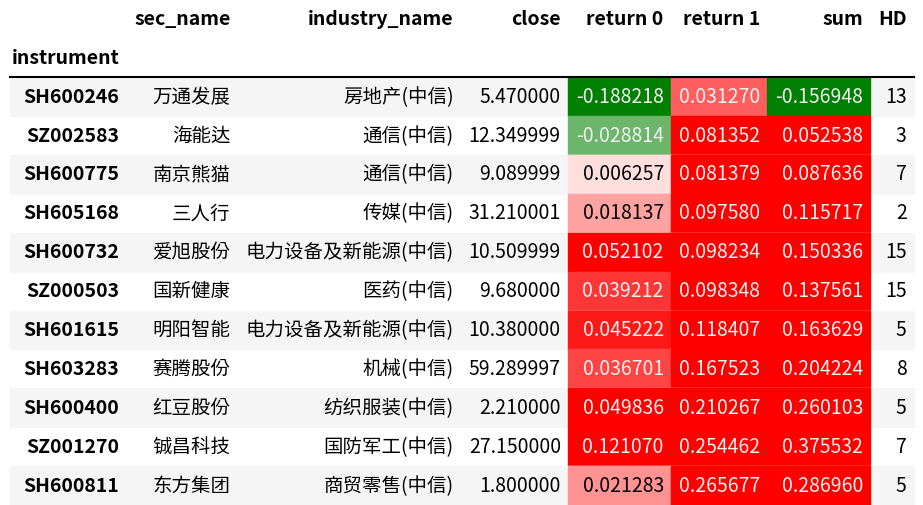 sec_name industry_name close return 0 return 1 sum HD
instrument
SH600246 万通发展 房地产(中信) 5.470000 -0.188218 0.031270 -0.156948 13
SZ002583 海能达 通信(中信) 12.349999 -0.028814 0.081352 0.052538 3
SH600775 南京熊猫 通信(中信) 9.089999 0.006257 0.081379 0.087636 7
SH605168 三人行 传媒(中信) 31.210001 0.018137 0.097580 0.115717 2
SH600732 爱旭股份 电力设备及新能源(中信) 10.509999 0.052102 0.098234 0.150336 15
SZ000503 国新健康 医药(中信) 9.680000 0.039212 0.098348 0.137561 15
SH601615 明阳智能 电力设备及新能源(中信) 10.380000 0.045222 0.118407 0.163629 5
SH603283 赛腾股份 机械(中信) 59.289997 0.036701 0.167523 0.204224 8
SH600400 红豆股份 纺织服装(中信) 2.210000 0.049836 0.210267 0.260103 5
SZ001270 铖昌科技 国防军工(中信) 27.150000 0.121070 0.254462 0.375532 7
SH600811 东方集团 商贸零售(中信) 1.800000 0.021283 0.265677 0.286960 5